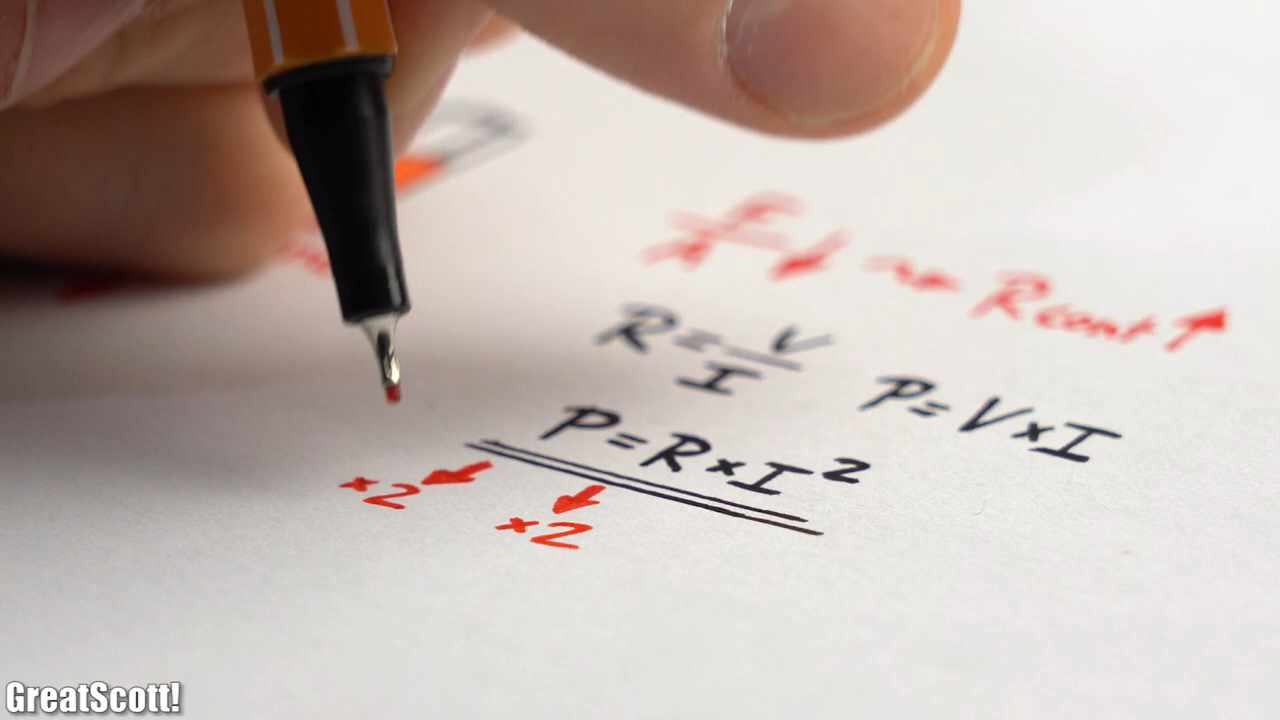 F/A ↓ ~> Rcont ↑
R = V/I
P = V × I
P = R × I²
×2
×2
GreatScott!